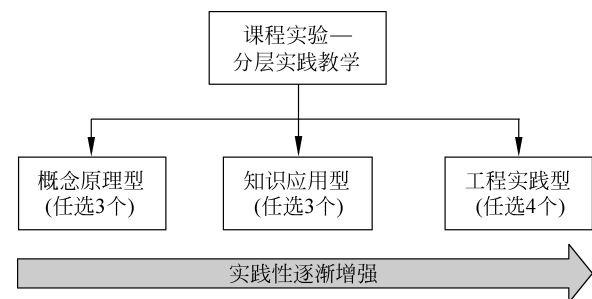 课程实验—
分层实践教学
概念原理型
(任选3个)
知识应用型
(任选3个)
工程实践型
(任选4个)
实践性逐渐增强